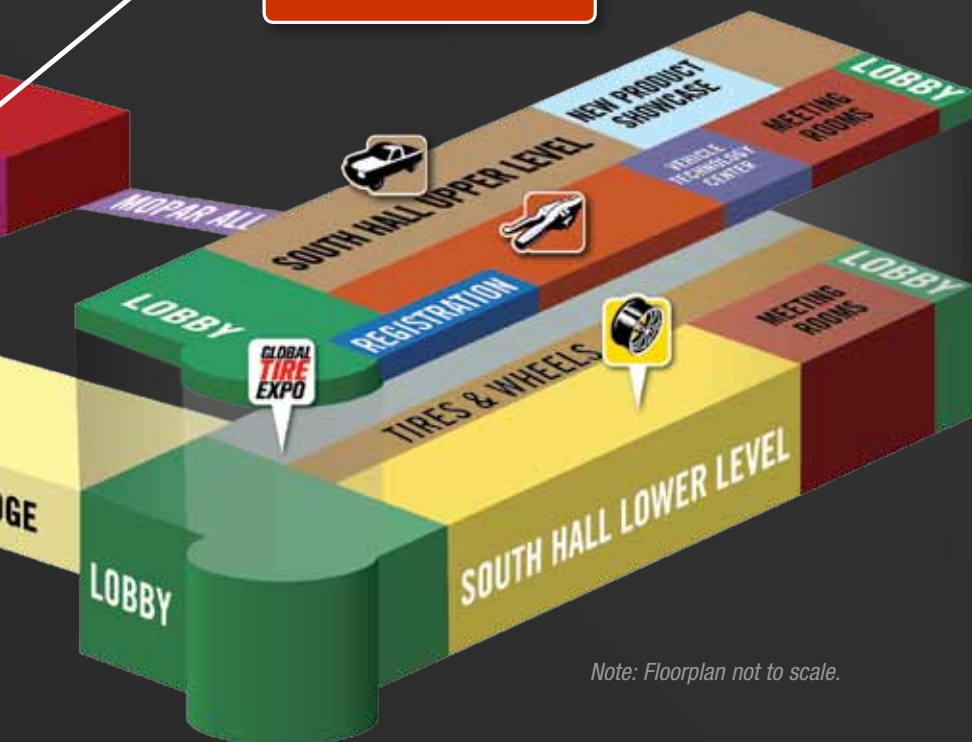 LOBBY
NEW PRODUCT
SHOWCASE
MEETING
ROOMS
VEHICLE
TECHNOLOGY
CENTER
SOUTH HALL UPPER LEVEL
MOPAR ALL
LOBBY
REGISTRATION
LOBBY
MEETING
ROOMS
GLOBAL
TIRE
EXPO
TIRES & WHEELS
SOUTH HALL LOWER LEVEL
LOBBY
Note: Floorplan not to scale.